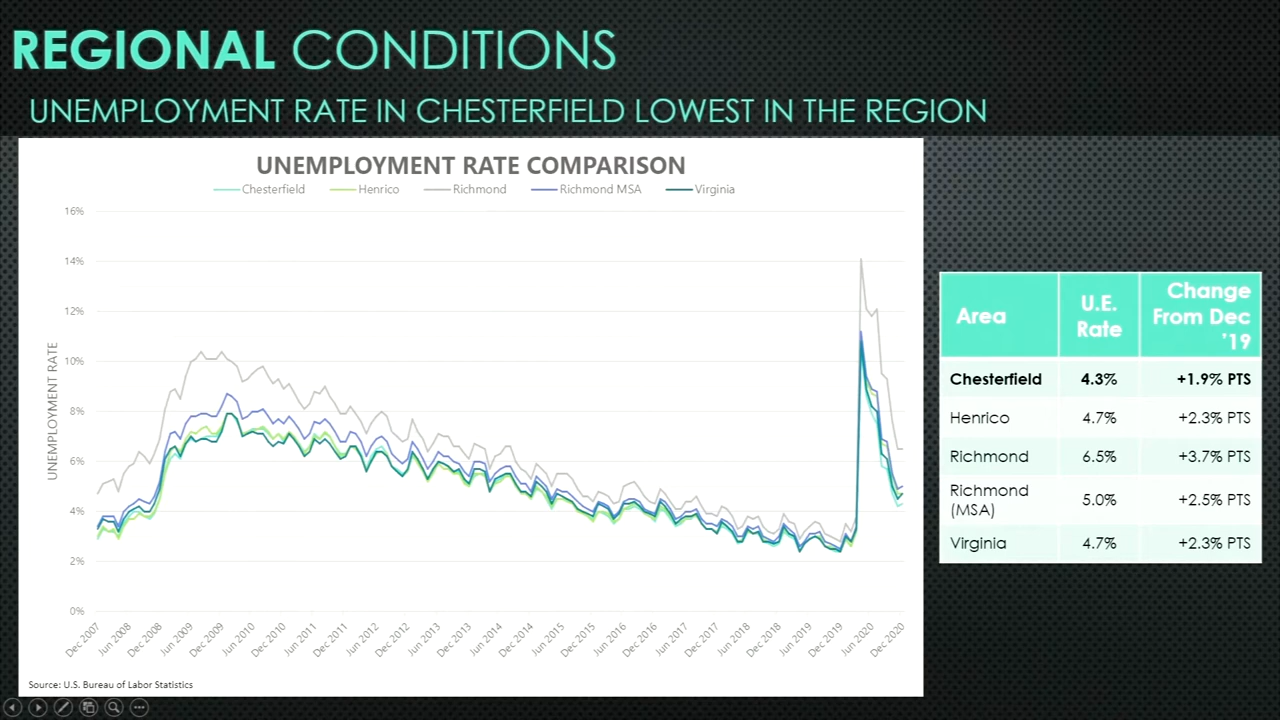 REGIONAL CONDITIONS
UNEMPLOYMENT RATE IN CHESTERFIELD LOWEST IN THE REGION
UNEMPLOYMENT RATE COMPARISON
Chesterfield Henrico Richmond Richmond MSA Virginia
UNEMPLOYMENT RATE
16%
14%
12%
10%
8%
6%
4%
2%
0%
Dec 2007 Jun 2008 Dec 2008 Jun 2009 Dec 2009 Jun 2010 Dec 2010 Jun 2011 Dec 2011 Jun 2012 Dec 2012 Jun 2013 Dec 2013 Jun 2014 Dec 2014 Jun 2015 Dec 2015 Jun 2016 Dec 2016 Jun 2017 Dec 2017 Jun 2018 Dec 2018 Jun 2019 Dec 2019 Jun 2020 Dec 2020
Source: U.S. Bureau of Labor Statistics
Area U.E. Rate Change From Dec '19
Chesterfield 4.3% +1.9% PTS
Henrico 4.7% +2.3% PTS
Richmond 6.5% +3.7% PTS
Richmond (MSA) 5.0% +2.5% PTS
Virginia 4.7% +2.3% PTS